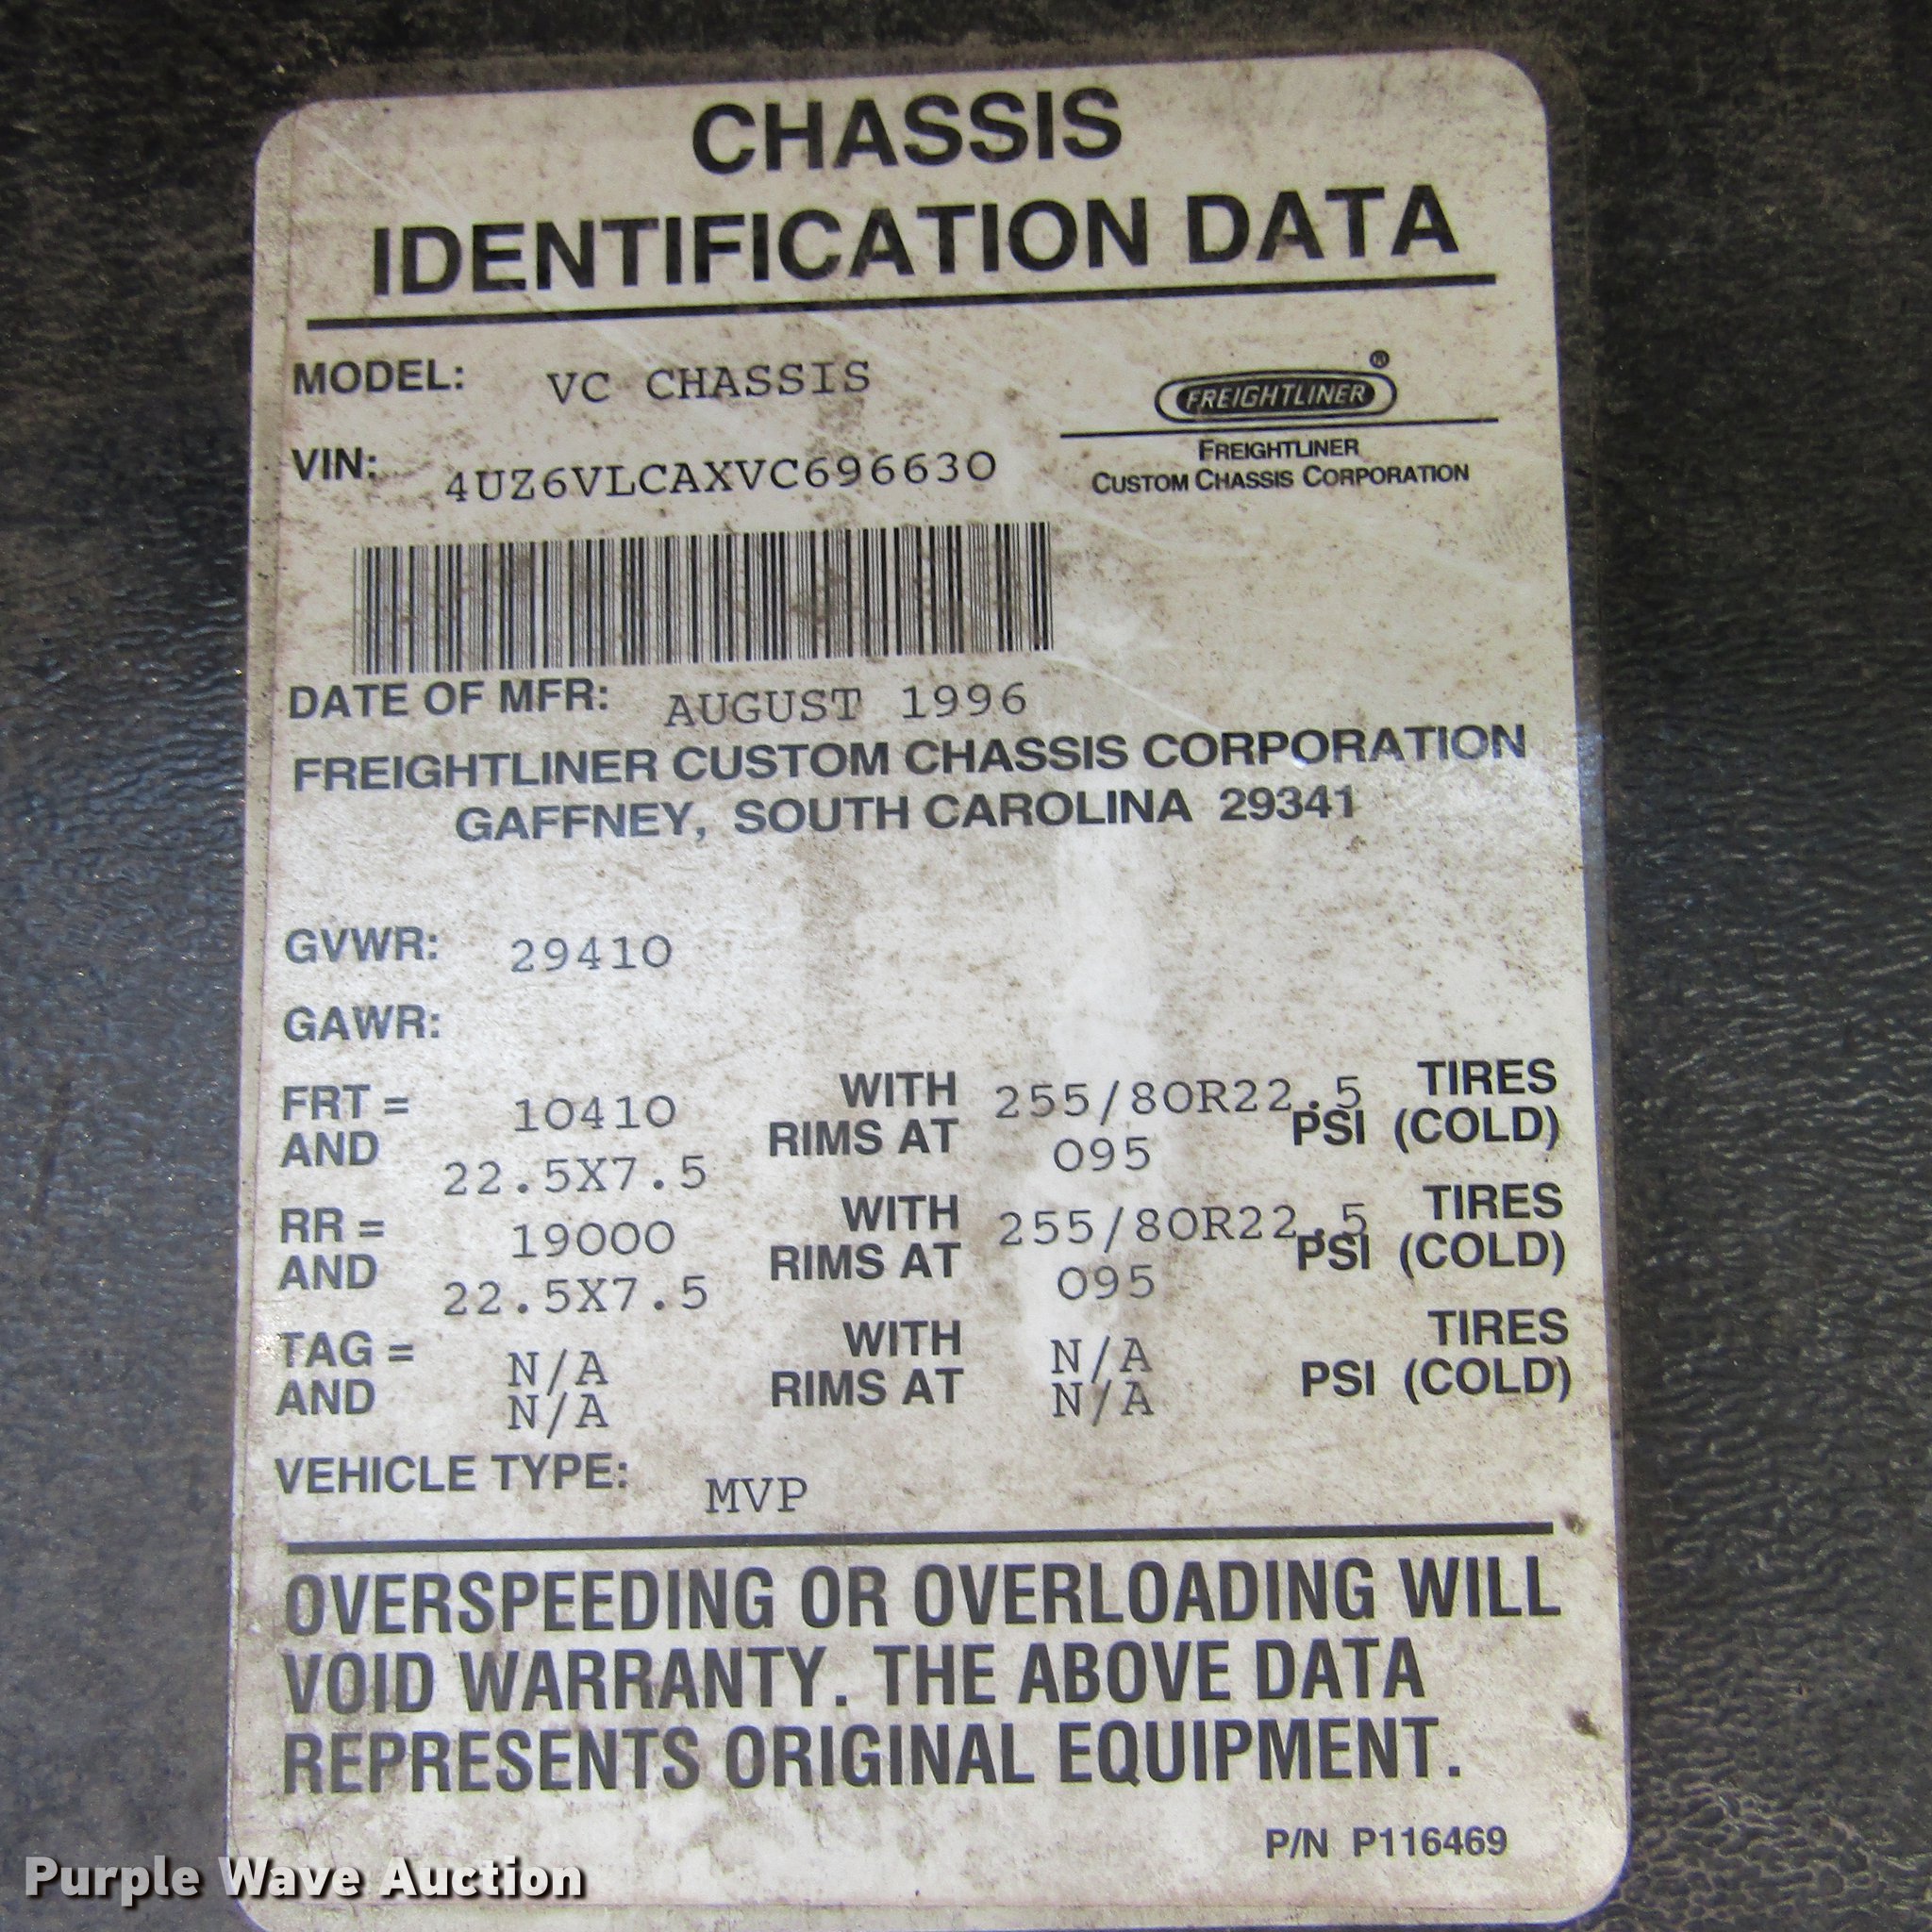 CHASSIS
IDENTIFICATION DATA
MODEL: VC CHASSIS
FREIGHTLINER ®
FREIGHTLINER
CUSTOM CHASSIS CORPORATION
VIN: 4UZ6VLCAXVC696630
DATE OF MFR: AUGUST 1996
FREIGHTLINER CUSTOM CHASSIS CORPORATION
GAFFNEY, SOUTH CAROLINA 29341
GVWR: 29410
GAWR:
FRT = 10410 WITH 255/80R22.5 TIRES
AND 22.5X7.5 RIMS AT 095 PSI (COLD)
RR = 19000 WITH 255/80R22.5 TIRES
AND 22.5X7.5 RIMS AT 095 PSI (COLD)
TAG = N/A WITH N/A TIRES
AND N/A RIMS AT N/A PSI (COLD)
VEHICLE TYPE: MVP
OVERSPEEDING OR OVERLOADING WILL
VOID WARRANTY. THE ABOVE DATA
REPRESENTS ORIGINAL EQUIPMENT.
P/N P116469
Purple Wave Auction